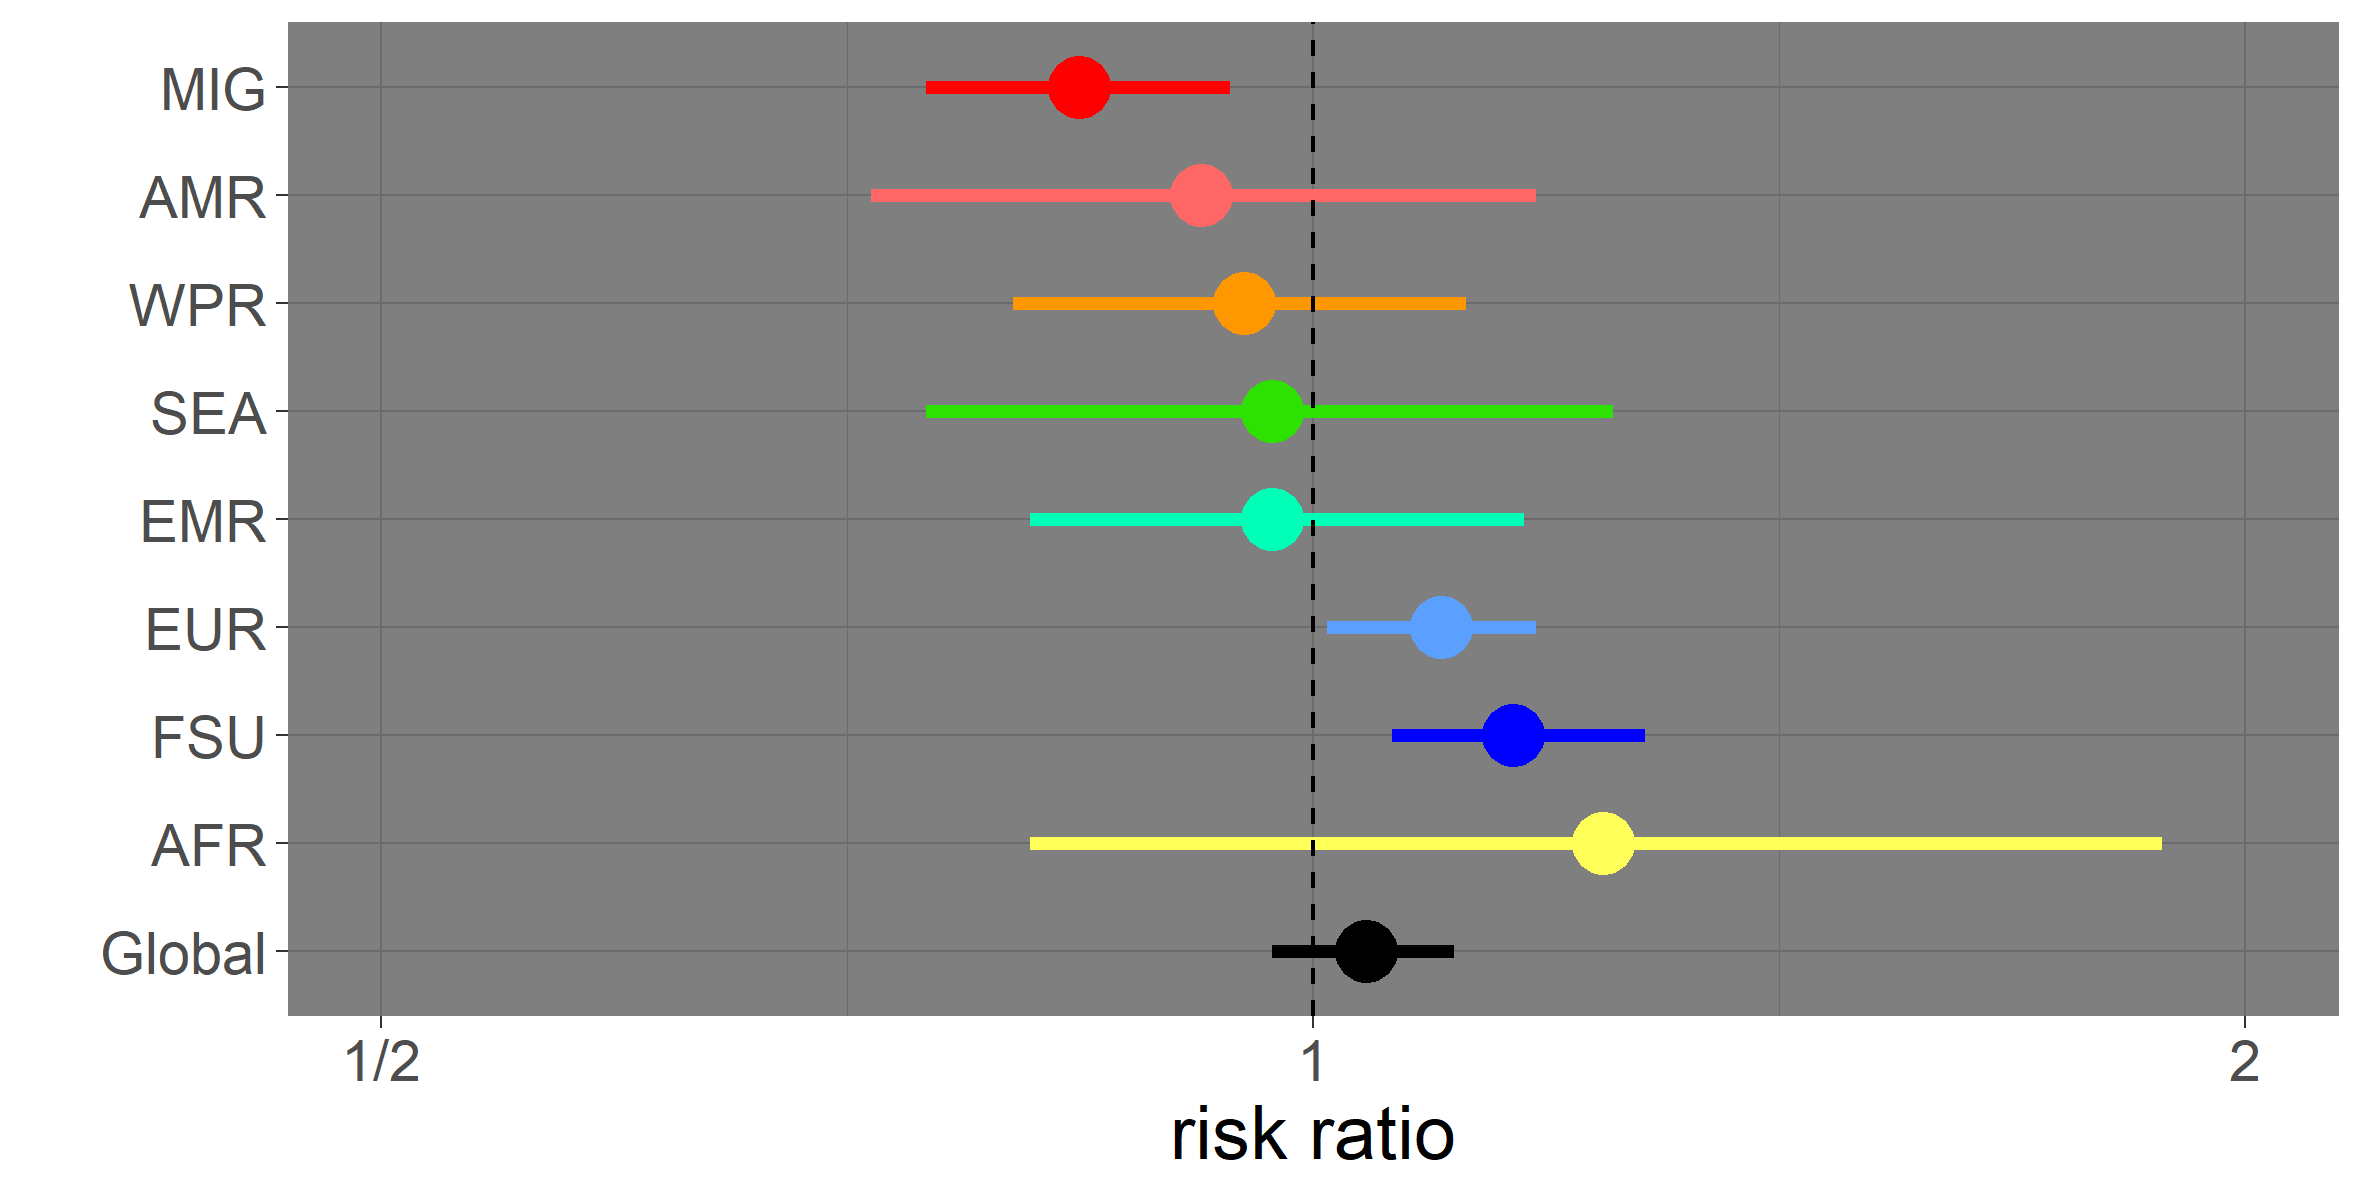 MIG
AMR
WPR
SEA
EMR
EUR
FSU
AFR
Global
1/2 1 2
risk ratio